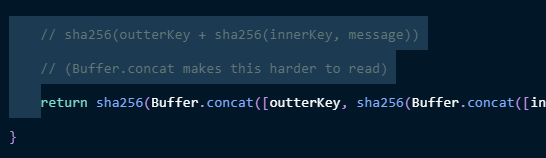 // sha256(outterKey + sha256(innerKey, message))
// (Buffer.concat makes this harder to read)
return sha256(Buffer.concat([outterKey, sha256(Buffer.concat([in
}